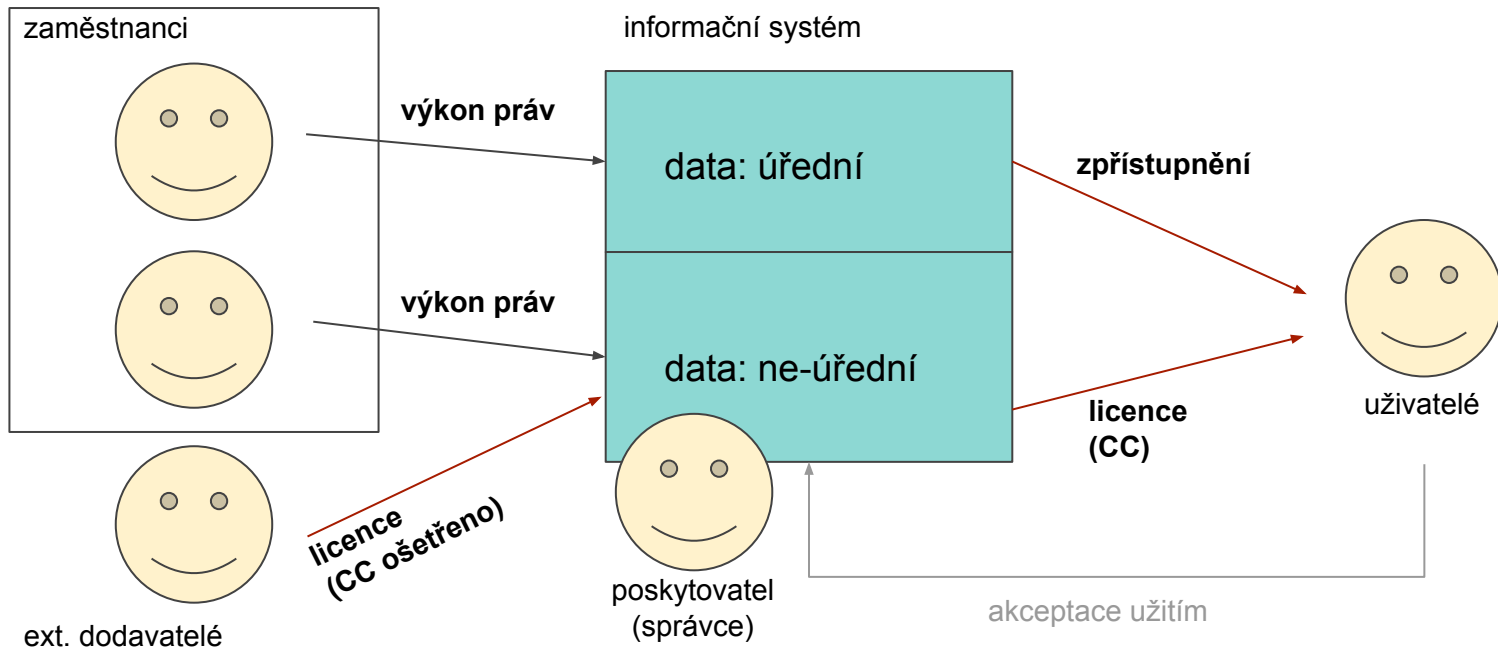 zaměstnanci
informační systém
výkon práv
data: úřední
zpřístupnění
výkon práv
data: ne-úřední
licence
(CC)
uživatelé
licence
(CC ošetřeno)
poskytovatel
(správce)
akceptace užitím
ext. dodavatelé